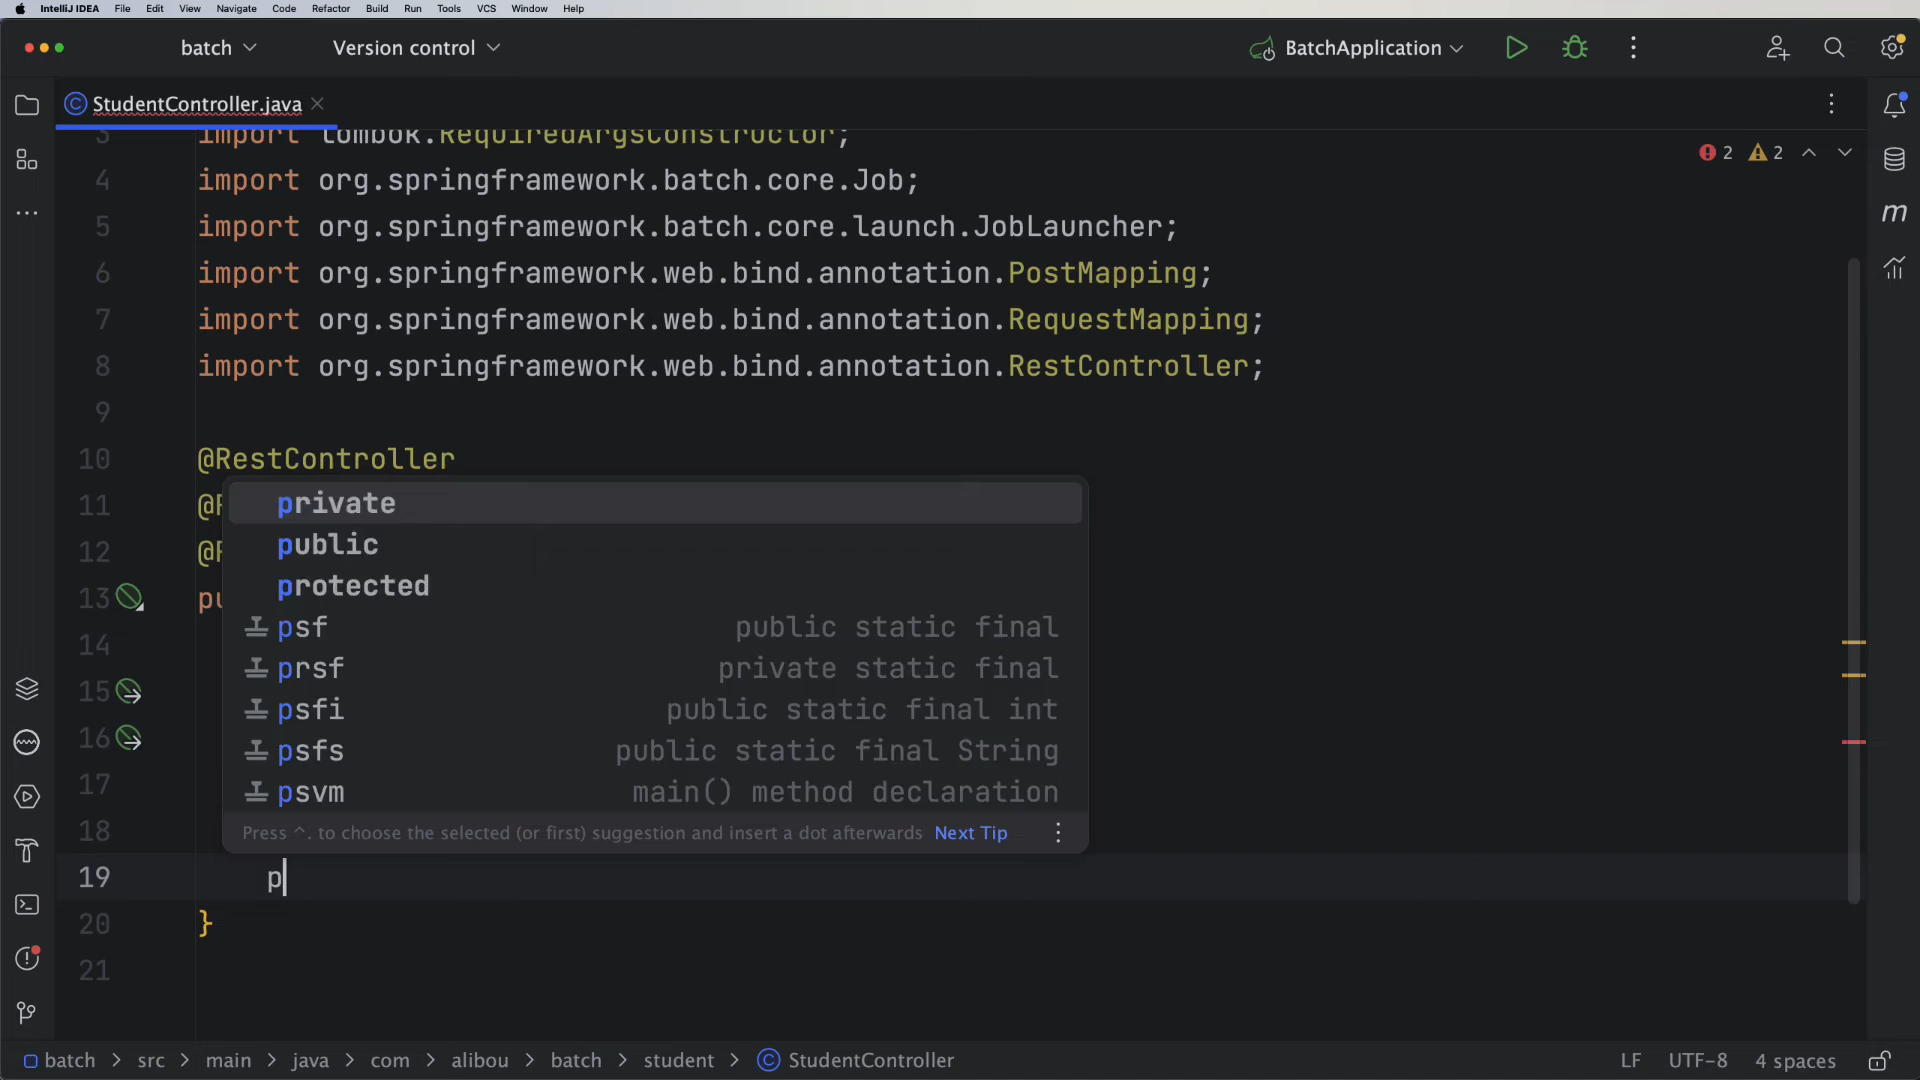 IntelliJ IDEA File Edit View Navigate Code Refactor Build Run Tools VCS Window Help
batch Version control BatchApplication
StudentController.java
2 2
3 import lombok.RequiredArgsConstructor;
4 import org.springframework.batch.core.Job;
5 import org.springframework.batch.core.launch.JobLauncher;
6 import org.springframework.web.bind.annotation.PostMapping;
7 import org.springframework.web.bind.annotation.RequestMapping;
8 import org.springframework.web.bind.annotation.RestController;
9
10 @RestController
11 @R
12 @R
13 pu
14
15
16
17
18
private
public
protected
psf public static final
prsf private static final
psfi public static final int
psfs public static final String
psvm main() method declaration
Press ^. to choose the selected (or first) suggestion and insert a dot afterwards Next Tip
19 p
20 }
21
batch > src > main > java > com > alibou > batch > student > StudentController LF UTF-8 4 spaces